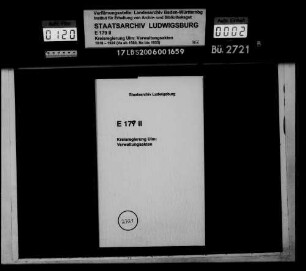 Verfilmungsstelle: Landesarchiv Baden-Württemberg
Institut für Erhaltung von Archiv- und Bibliotheksgut
STAATSARCHIV LUDWIGSBURG
E 179 II
Kreisregierung Ulm: Verwaltungsakten
0120
0002
17LBS2006001659
Bü. 2721
Staatsarchiv Ludwigsburg
E 179 II
Kreisregierung Ulm:
Verwaltungsakten